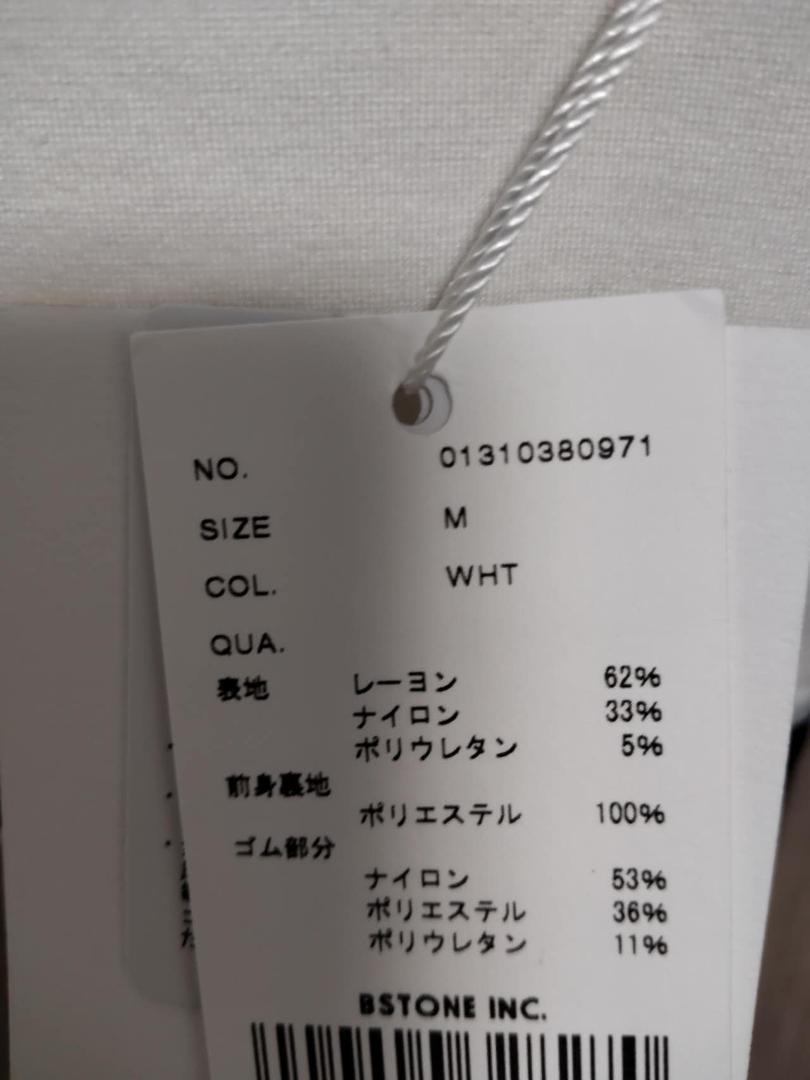 NO. 01310380971
SIZE M
COL. WHT
QUA.
表地 レーヨン 62%
ナイロン 33%
ポリウレタン 5%
前身裏地
ポリエステル 100%
ゴム部分
ナイロン 53%
ポリエステル 36%
ポリウレタン 11%
BSTONE INC.